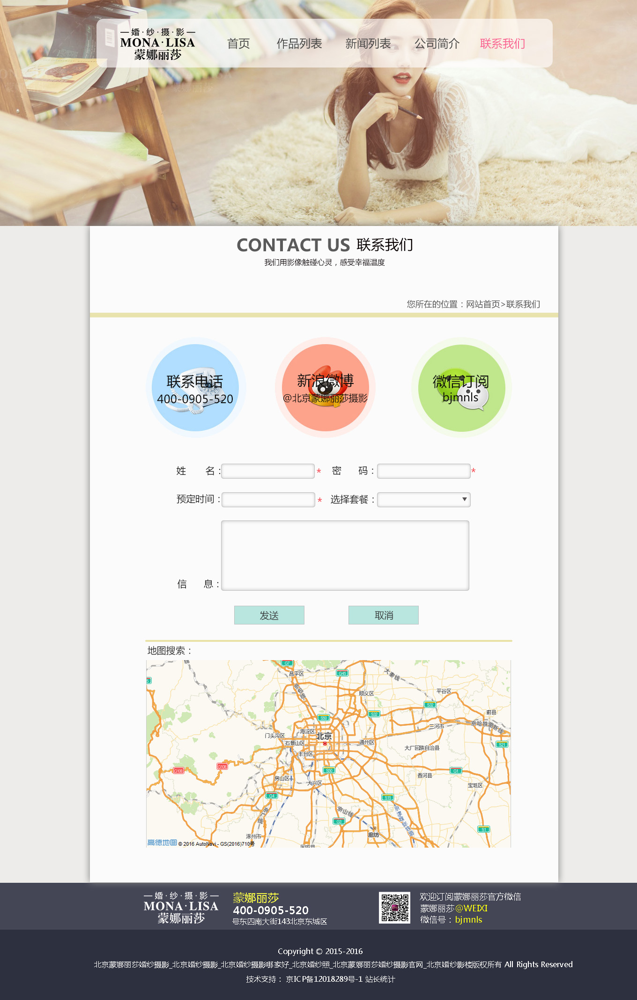 婚·纱·摄·影
MONA·LISA
蒙娜丽莎
首页 作品列表 新闻列表 公司简介 联系我们
CONTACT US 联系我们
我们用影像触碰心灵，感受幸福温度
您所在的位置：网站首页>联系我们
联系电话
400-0905-520
新浪微博
@北京蒙娜丽莎摄影
微信订阅
bjmnls
姓 名：* 密 码：*
预定时间：* 选择套餐：
信 息：
发送 取消
地图搜索：
G7
昌平区
G45
大秦线
顺义区
平谷区
S32
S32
蓟县
S50
三河市
京哈铁路新线
海淀区
北京
门头沟区
石景山区
通州区
S21
大厂回族自治县
丰台区
G108
G108
S50
G1
房山区
大兴区
香河县
宝坻区
G4
S15
京广线
京山线
G3
S1
廊坊
涿州市
固安县
高德地图 © 2016 AutoNavi - GS(2016)710号
婚·纱·摄·影
MONA·LISA
蒙娜丽莎
蒙娜丽莎
400-0905-520
号东四南大街143北京东城区
欢迎订阅蒙娜丽莎官方微信
蒙娜丽莎@WEIXI
微信号：bjmnls
Copyright © 2015-2016
北京蒙娜丽莎婚纱摄影_北京婚纱摄影_北京婚纱摄影哪家好_北京婚纱照_北京蒙娜丽莎婚纱摄影官网_北京婚纱影楼版权所有 All Rights Reserved
技术支持： 京ICP备12018289号-1 站长统计